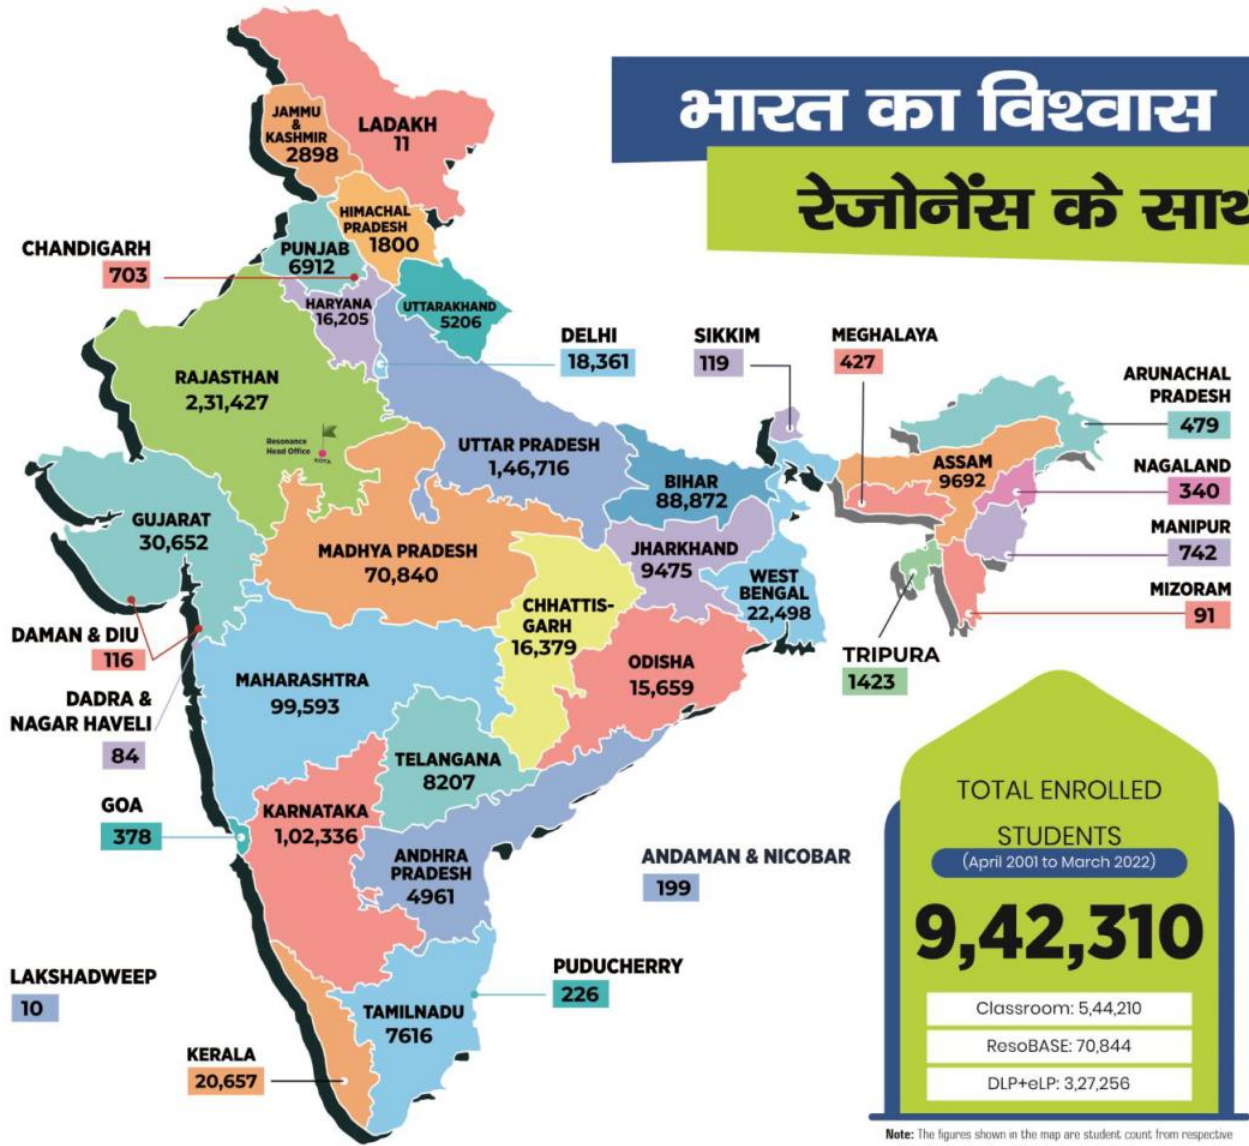 भारत का विश्वास
रेजोनेंस के साथ
JAMMU
&
KASHMIR
2898
LADAKH
11
HIMACHAL
PRADESH
1800
CHANDIGARH
703
PUNJAB
6912
HARYANA
16,205
UTTARAKHAND
5206
DELHI
18,361
SIKKIM
119
MEGHALAYA
427
ARUNACHAL
PRADESH
479
RAJASTHAN
2,31,427
Resonance
Head Office
KOTA
UTTAR PRADESH
1,46,716
BIHAR
88,872
ASSAM
9692
NAGALAND
340
MANIPUR
742
MIZORAM
91
TRIPURA
1423
GUJARAT
30,652
MADHYA PRADESH
70,840
JHARKHAND
9475
WEST
BENGAL
22,498
CHHATTIS-
GARH
16,379
ODISHA
15,659
DAMAN & DIU
116
DADRA &
NAGAR HAVELI
84
MAHARASHTRA
99,593
TELANGANA
8207
GOA
378
KARNATAKA
1,02,336
ANDHRA
PRADESH
4961
ANDAMAN & NICOBAR
199
LAKSHADWEEP
10
PUDUCHERRY
226
TAMILNADU
7616
KERALA
20,657
TOTAL ENROLLED
STUDENTS
(April 2001 to March 2022)
9,42,310
Classroom: 5,44,210
ResoBASE: 70,844
DLP+eLP: 3,27,256
Note: The figures shown in the map are student count from respective